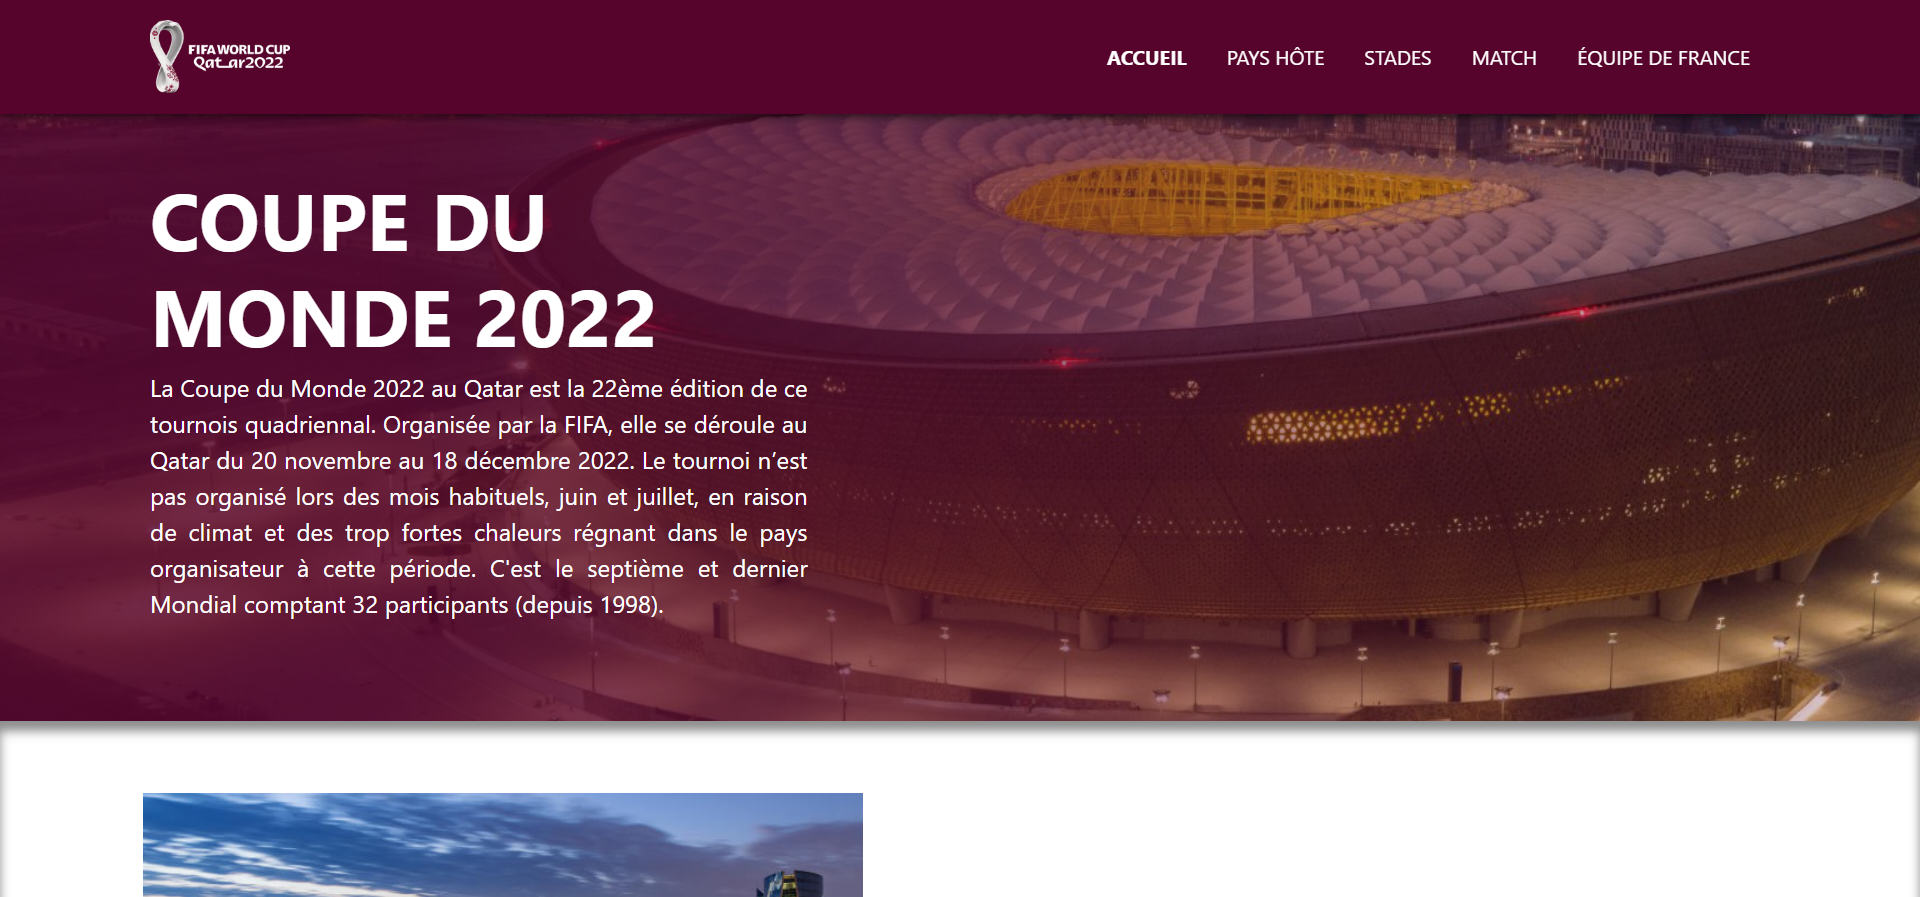 FIFA WORLD CUP
Qatar2022
ACCUEIL PAYS HÔTE STADES MATCH ÉQUIPE DE FRANCE
COUPE DU
MONDE 2022
La Coupe du Monde 2022 au Qatar est la 22ème édition de ce
tournois quadriennal. Organisée par la FIFA, elle se déroule au
Qatar du 20 novembre au 18 décembre 2022. Le tournoi n’est
pas organisé lors des mois habituels, juin et juillet, en raison
de climat et des trop fortes chaleurs régnant dans le pays
organisateur à cette période. C'est le septième et dernier
Mondial comptant 32 participants (depuis 1998).